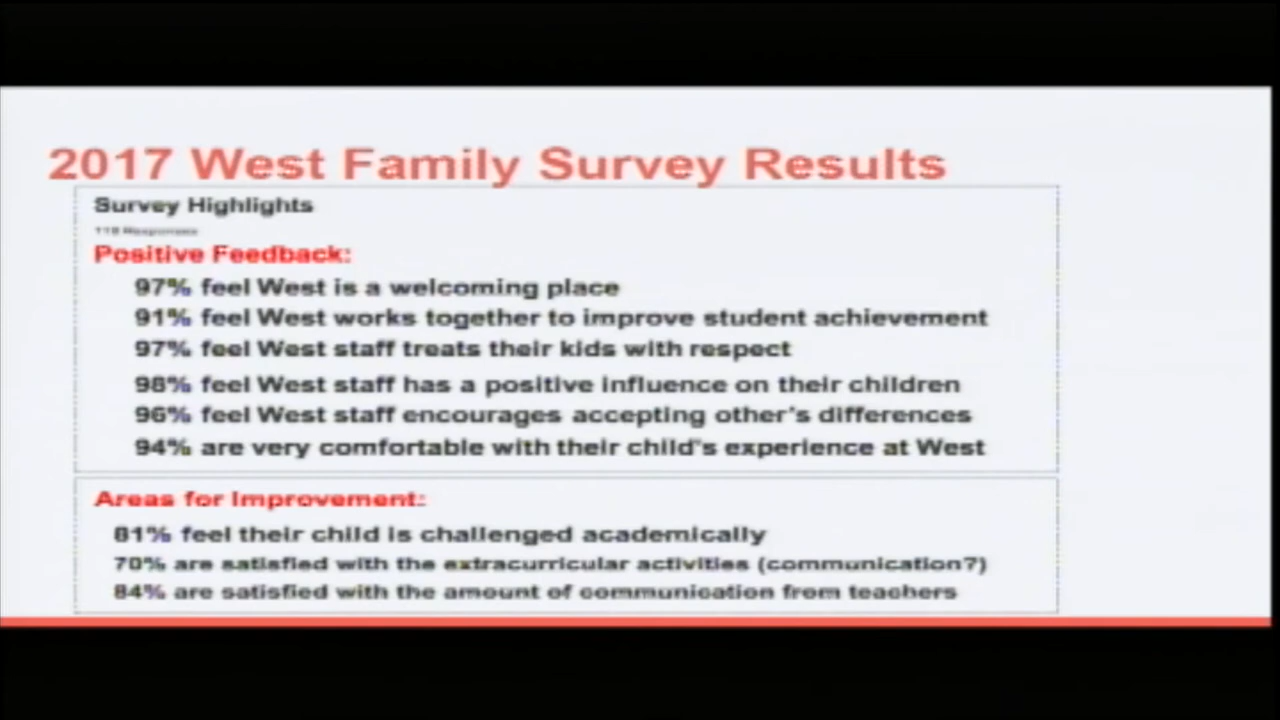 2017 West Family Survey Results
Survey Highlights
Responses
Positive Feedback:
97% feel West is a welcoming place
91% feel West works together to improve student achievement
97% feel West staff treats their kids with respect
98% feel West staff has a positive influence on their children
96% feel West staff encourages accepting other's differences
94% are very comfortable with their child's experience at West
Areas for Improvement:
81% feel their child is challenged academically
70% are satisfied with the extracurricular activities (communication?)
84% are satisfied with the amount of communication from teachers